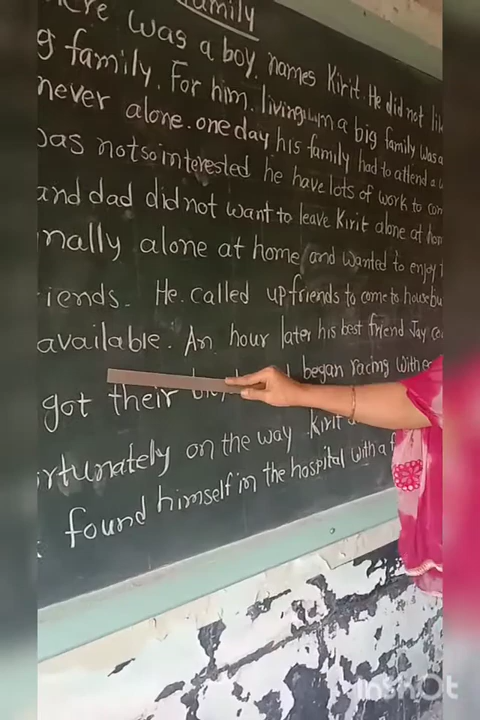 family
ere was a boy. names Kirit. He did not li
g family. For him. living in a big family was a
never alone. one day his family had to attend a
was not so interested he have lots of work to com
and dad did not want to leave Kirit alone at hom
nally alone at home and wanted to enjoy
iends. He. called up friends to come to house bu
available. An hour later his best friend Jay c
got their began racing with e
rtunately on the way Kirit
found himself in the hospital with a f
InShot